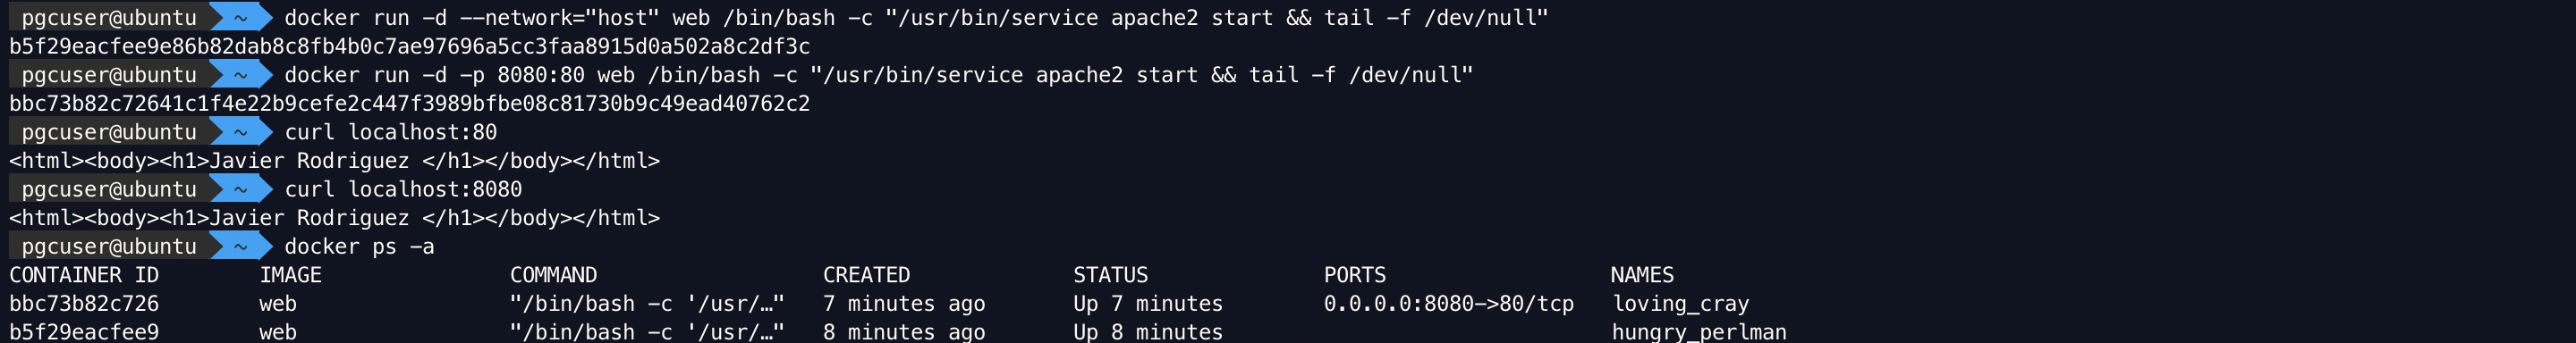 pgcuser@ubuntu ~ docker run -d --network="host" web /bin/bash -c "/usr/bin/service apache2 start && tail -f /dev/null"
b5f29eacfee9e86b82dab8c8fb4b0c7ae97696a5cc3faa8915d0a502a8c2df3c
pgcuser@ubuntu ~ docker run -d -p 8080:80 web /bin/bash -c "/usr/bin/service apache2 start && tail -f /dev/null"
bbc73b82c72641c1f4e22b9cefe2c447f3989bfbe08c81730b9c49ead40762c2
pgcuser@ubuntu ~ curl localhost:80
<html><body><h1>Javier Rodriguez </h1></body></html>
pgcuser@ubuntu ~ curl localhost:8080
<html><body><h1>Javier Rodriguez </h1></body></html>
pgcuser@ubuntu ~ docker ps -a
CONTAINER ID IMAGE COMMAND CREATED STATUS PORTS NAMES
bbc73b82c726 web "/bin/bash -c '/usr/…" 7 minutes ago Up 7 minutes 0.0.0.0:8080->80/tcp loving_cray
b5f29eacfee9 web "/bin/bash -c '/usr/…" 8 minutes ago Up 8 minutes hungry_perlman